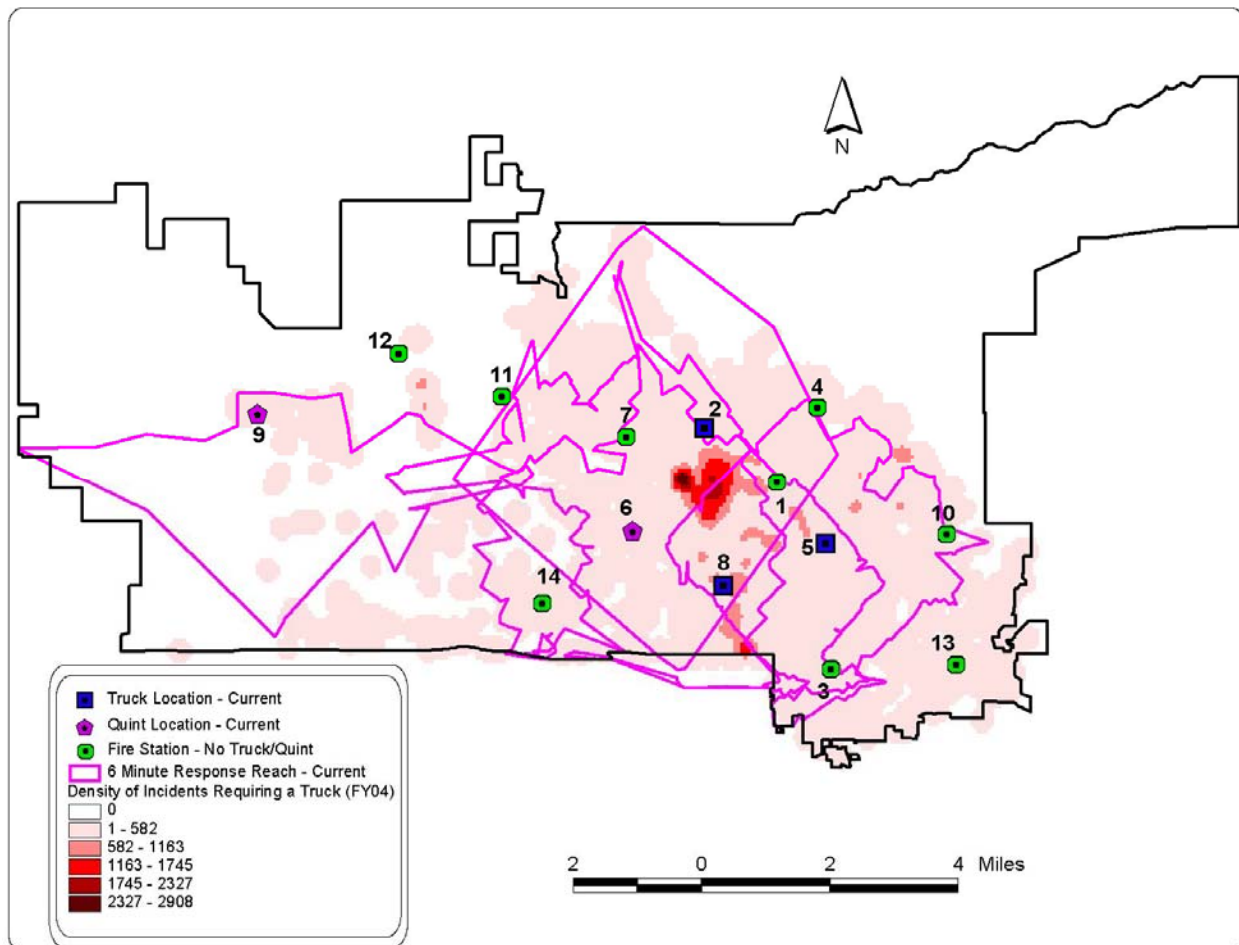 N
12
11
4
9
7
2
6
1
10
5
8
14
13
3
Truck Location - Current
Quint Location - Current
Fire Station - No Truck/Quint
6 Minute Response Reach - Current
Density of Incidents Requiring a Truck (FY04)
0
1 - 582
582 - 1163
1163 - 1745
1745 - 2327
2327 - 2908
2 0 2 4 Miles